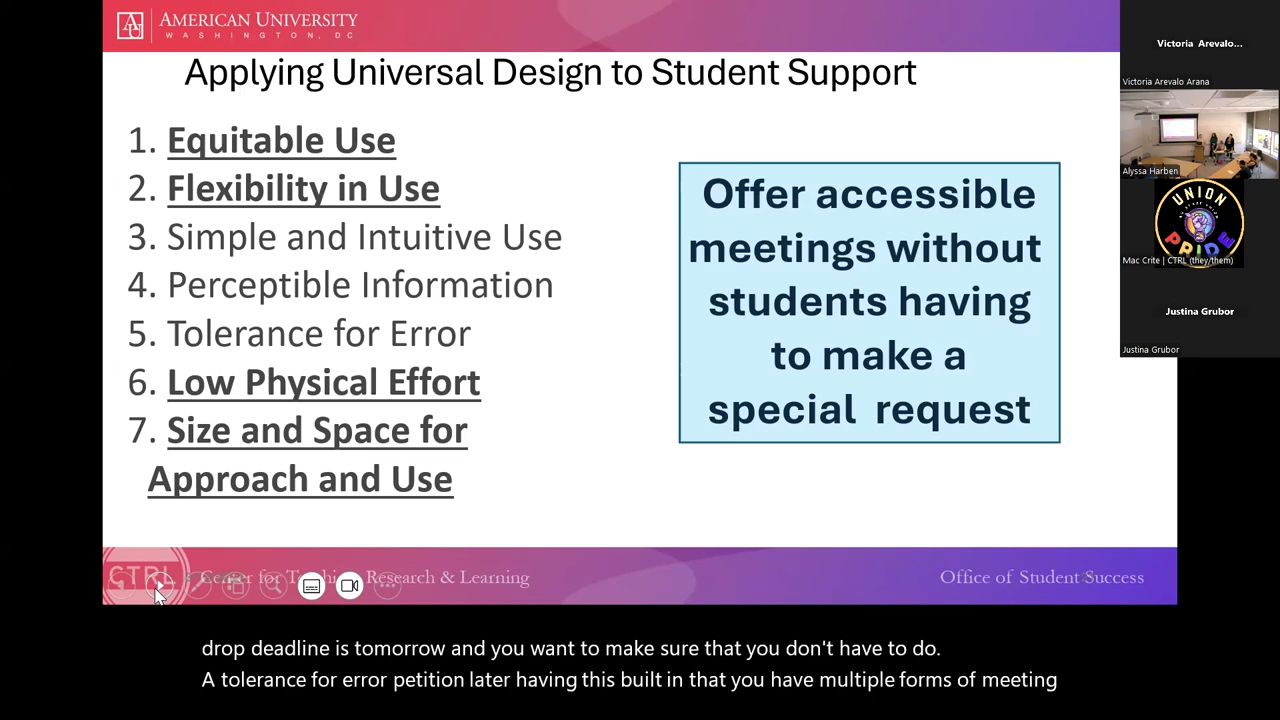 AMERICAN UNIVERSITY
WASHINGTON, DC
Applying Universal Design to Student Support
1. Equitable Use
2. Flexibility in Use
3. Simple and Intuitive Use
4. Perceptible Information
5. Tolerance for Error
6. Low Physical Effort
7. Size and Space for
Approach and Use
Offer accessible
meetings without
students having
to make a
special request
CTRL
Center for Teaching, Research & Learning
Office of Student Success
Victoria Arevalo...
Victoria Arevalo Arana
Alyssa Harben
UNION
PRIDE
Mac Crite | CTRL (they/them)
Justina Grubor
Justina Grubor
drop deadline is tomorrow and you want to make sure that you don't have to do.
A tolerance for error petition later having this built in that you have multiple forms of meeting